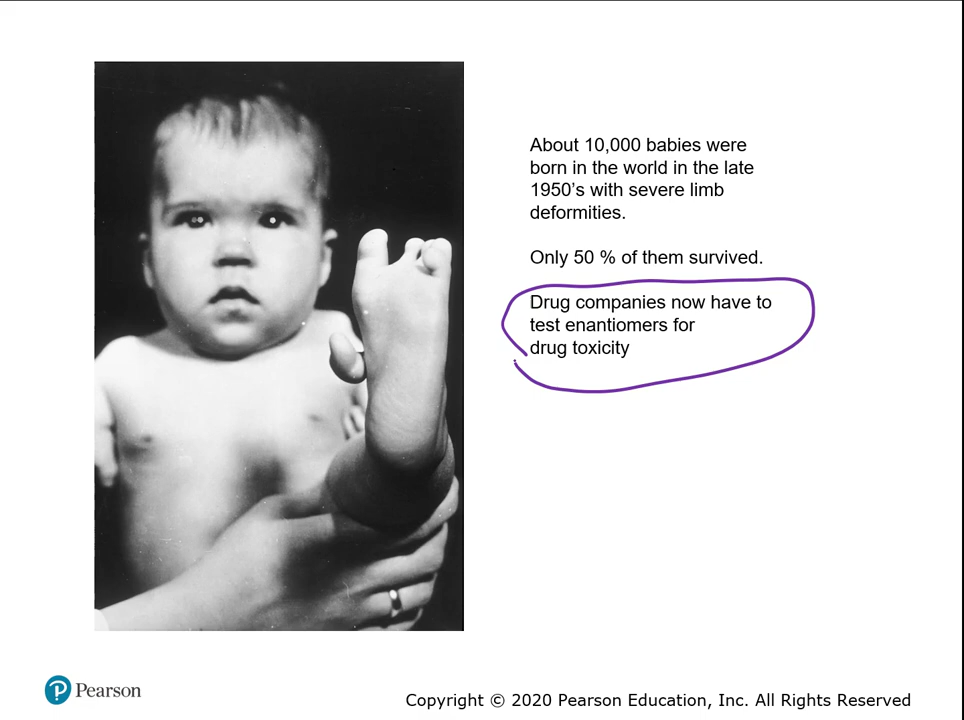 About 10,000 babies were
born in the world in the late
1950's with severe limb
deformities.
Only 50 % of them survived.
Drug companies now have to
test enantiomers for
drug toxicity
Pearson
Copyright © 2020 Pearson Education, Inc. All Rights Reserved